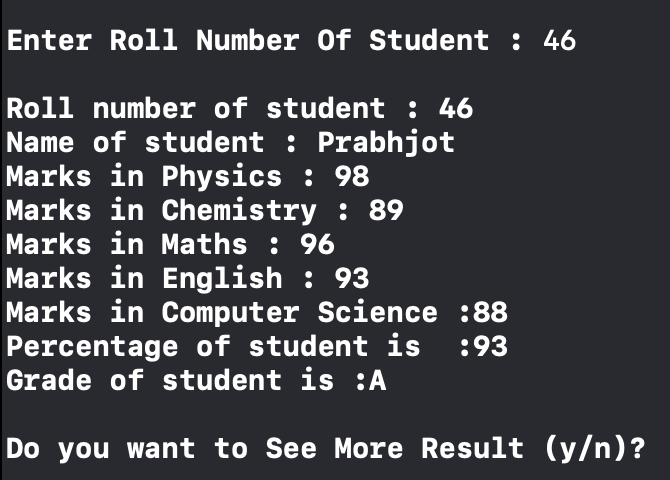 Enter Roll Number Of Student : 46
Roll number of student : 46
Name of student : Prabhjot
Marks in Physics : 98
Marks in Chemistry : 89
Marks in Maths : 96
Marks in English : 93
Marks in Computer Science :88
Percentage of student is  :93
Grade of student is :A
Do you want to See More Result (y/n)?